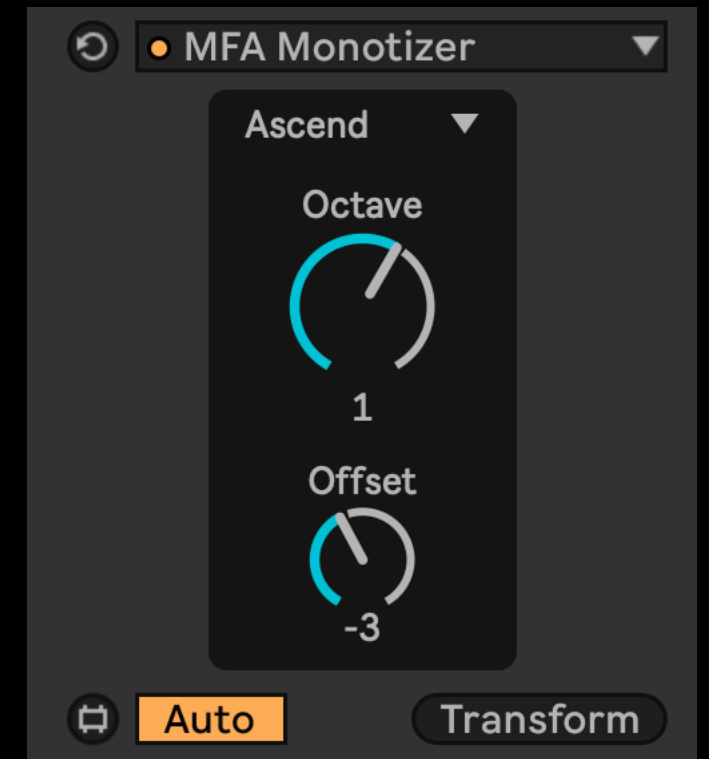 MFA Monotizer
Ascend
Octave
1
Offset
-3
Auto Transform